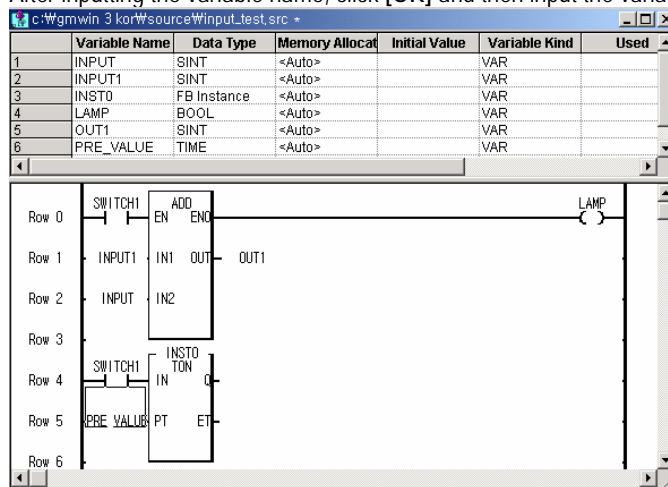 After inputting the variable name, click [OK] and then input the varia
c:₩gmwin 3 kor₩source₩input_test,src *
Variable Name Data Type Memory Allocat Initial Value Variable Kind Used
1 INPUT SINT <Auto> VAR
2 INPUT1 SINT <Auto> VAR
3 INST0 FB Instance <Auto> VAR
4 LAMP BOOL <Auto> VAR
5 OUT1 SINT <Auto> VAR
6 PRE_VALUE TIME <Auto> VAR
SWITCH1 ADD LAMP
Row 0 EN ENO
Row 1 INPUT1 IN1 OUT OUT1
Row 2 INPUT IN2
Row 3
INST0
SWITCH1 TON
Row 4 IN Q
Row 5 PRE_VALUE PT ET
Row 6